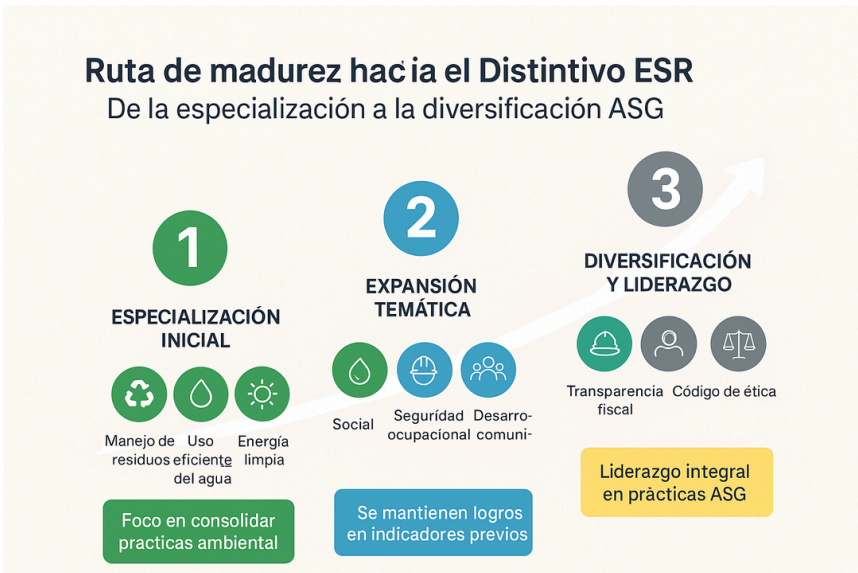 Ruta de madurez hacia el Distintivo ESR
De la especialización a la diversificación ASG
1
ESPECIALIZACIÓN
INICIAL
Manejo de
residuos
Uso
eficiente
del agua
Energía
limpia
Foco en consolidar
practicas ambiental
2
EXPANSIÓN
TEMÁTICA
Social
Segurídad
ocupacional
Desarro-
comuni-
Se mantienen logros
en indicadores previos
3
DIVERSIFICACIÓN
Y LIDERAZGO
Transparencia
fiscal
Código de ética
Liderazgo integral
en pràcticas ASG